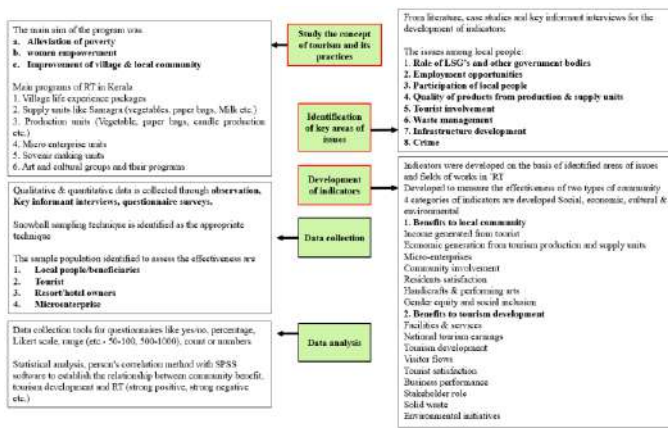 The main aim of the program was
a. Alleviation of poverty
b. women empowerment
c. Improvement of village & local community
Main programs of RT in Kerala
1. Village life experience packages
2. Supply units like Samagra (vegetables, paper bags, Milk etc.)
3. Production units (Vegetable, paper bags, candle production
etc.)
4. Micro enterprise units
5. Sovenir making units
6. Art and cultural groups and their programs
Qualitative & quantitative data is collected through observation,
Key informant interviews, questionnaire surveys.
Snowball sampling technique is identified as the appropriate
technique
The sample population identified to assess the effectiveness are
1. Local people/beneficiaries
2. Tourist
3. Resort/hotel owners
4. Microenterprise
Data collection tools for questionnaires like yes/no, percentage,
Likert scale, range (etc.- 50-100, 500-1000), count or numbers.
Statistical analysis, person's correlation method with SPSS
software to establish the relationship between community benefit,
tourism development and RT (strong positive, strong negative
etc.)
Study the concept
of tourism and its
practices
Identification
of key areas of
issues
Development
of indicators
Data collection
Data analysis
From literature, case studies and key informant interviews for the
development of indicators:
The issues among local people:
1. Role of LSG's and other government bodies
2. Employment opportunities
3. Participation of local people
4. Quality of products from production & supply units
5. Tourist involvement
6. Waste management
7. Infrastructure development
8. Crime
Indicators were developed on the basis of identified areas of issues
and fields of works in RT
Developed to measure the effectiveness of two types of community
4 categories of indicators are developed Social, economic, cultural &
environmental
1. Benefits to local community
Income generated from tourist
Economic generation from tourism production and supply units
Micro-enterprises
Community involvement
Residents satisfaction
Handicrafts & performing arts
Gender equity and social inclusion
2. Benefits to tourism development
Facilities & services
National tourism earnings
Tourism development
Visitor flows
Tourist satisfaction
Business performance
Stakeholder role
Solid waste
Environmental initiatives